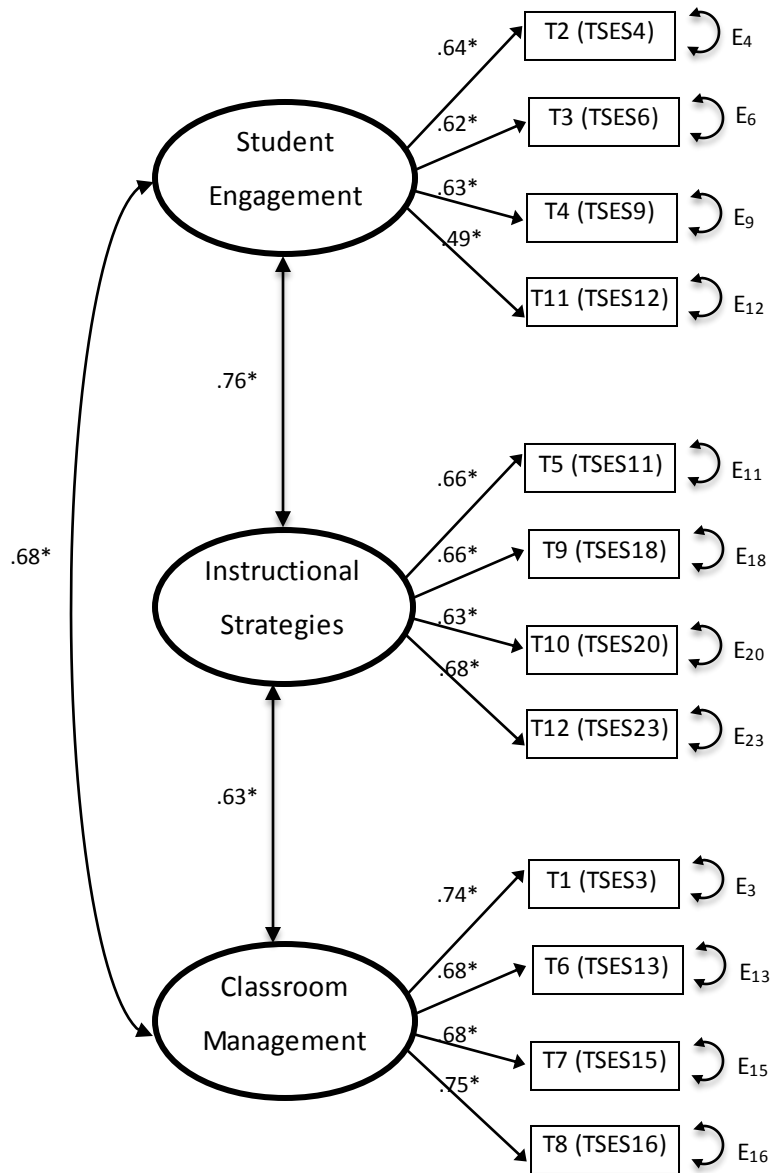 .64*
T2 (TSES4)
E4
Student
Engagement
.62*
T3 (TSES6)
E6
.63*
T4 (TSES9)
E9
.49*
T11 (TSES12)
E12
.76*
.68*
Instructional
Strategies
.66*
T5 (TSES11)
E11
.66*
T9 (TSES18)
E18
.63*
T10 (TSES20)
E20
.68*
T12 (TSES23)
E23
.63*
Classroom
Management
.74*
T1 (TSES3)
E3
.68*
T6 (TSES13)
E13
.68*
T7 (TSES15)
E15
.75*
T8 (TSES16)
E16